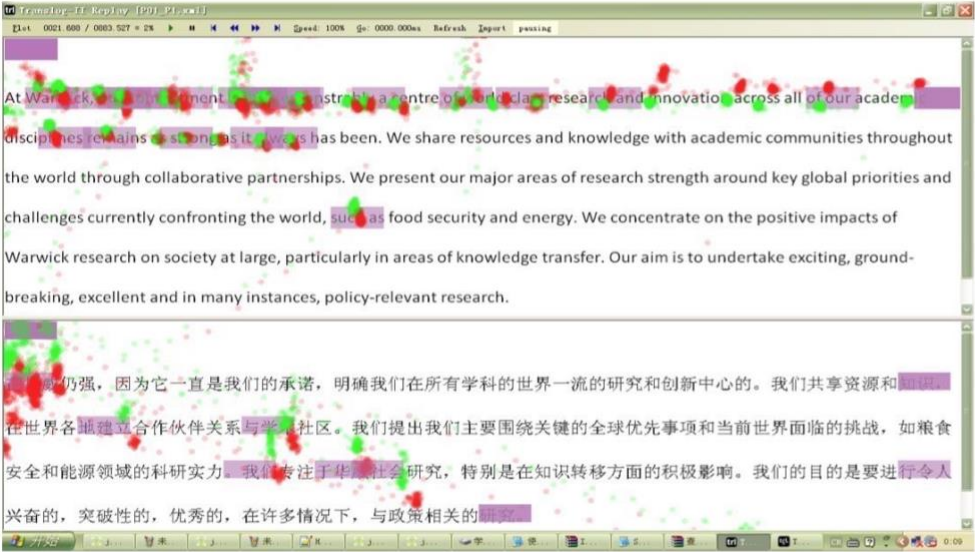 Translog-II Replay [P01_P1.xml]
Plot 0021.600 / 0883.527 = 2% Speed: 100% Go: 0000.000ms Refresh Import pausing
At Warwick, our a centre of world class research and innovation across all of our academic
disciplines remains as strong as it always has been. We share resources and knowledge with academic communities throughout
the world through collaborative partnerships. We present our major areas of research strength around key global priorities and
challenges currently confronting the world, such as food security and energy. We concentrate on the positive impacts of
Warwick research on society at large, particularly in areas of knowledge transfer. Our aim is to undertake exciting, ground-
breaking, excellent and in many instances, policy-relevant research.
仍强，因为它一直是我们的承诺，明确我们在所有学科的世界一流的研究和创新中心的。我们共享资源和知识，
在世界各地建立合作伙伴关系与学 社区。我们提出我们主要围绕关键的全球优先事项和当前世界面临的挑战，如粮食
安全和能源领域的科研实力。我们专注于华 社会研究，特别是在知识转移方面的积极影响。我们的目的是要进行令人
兴奋的，突破性的，优秀的，在许多情况下，与政策相关的研究。
开始 j... 未... j... 未... j... j... 学... 使... I... S... 查... T... T... 0:09